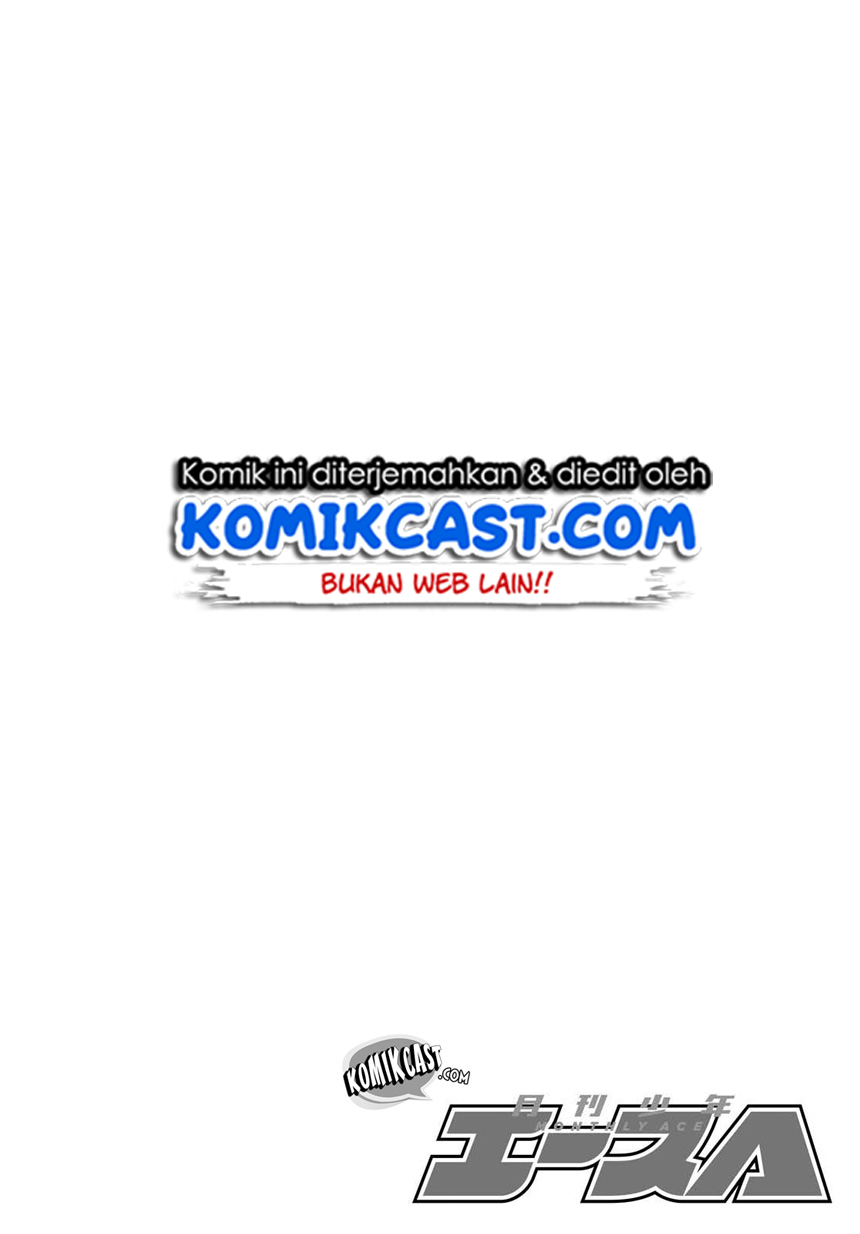 Komik ini diterjemahkan & diedit oleh
KOMIKCAST.COM
BUKAN WEB LAIN!!
KOMIKCAST.COM
月刊少年
MONTHLY ACE
エースA